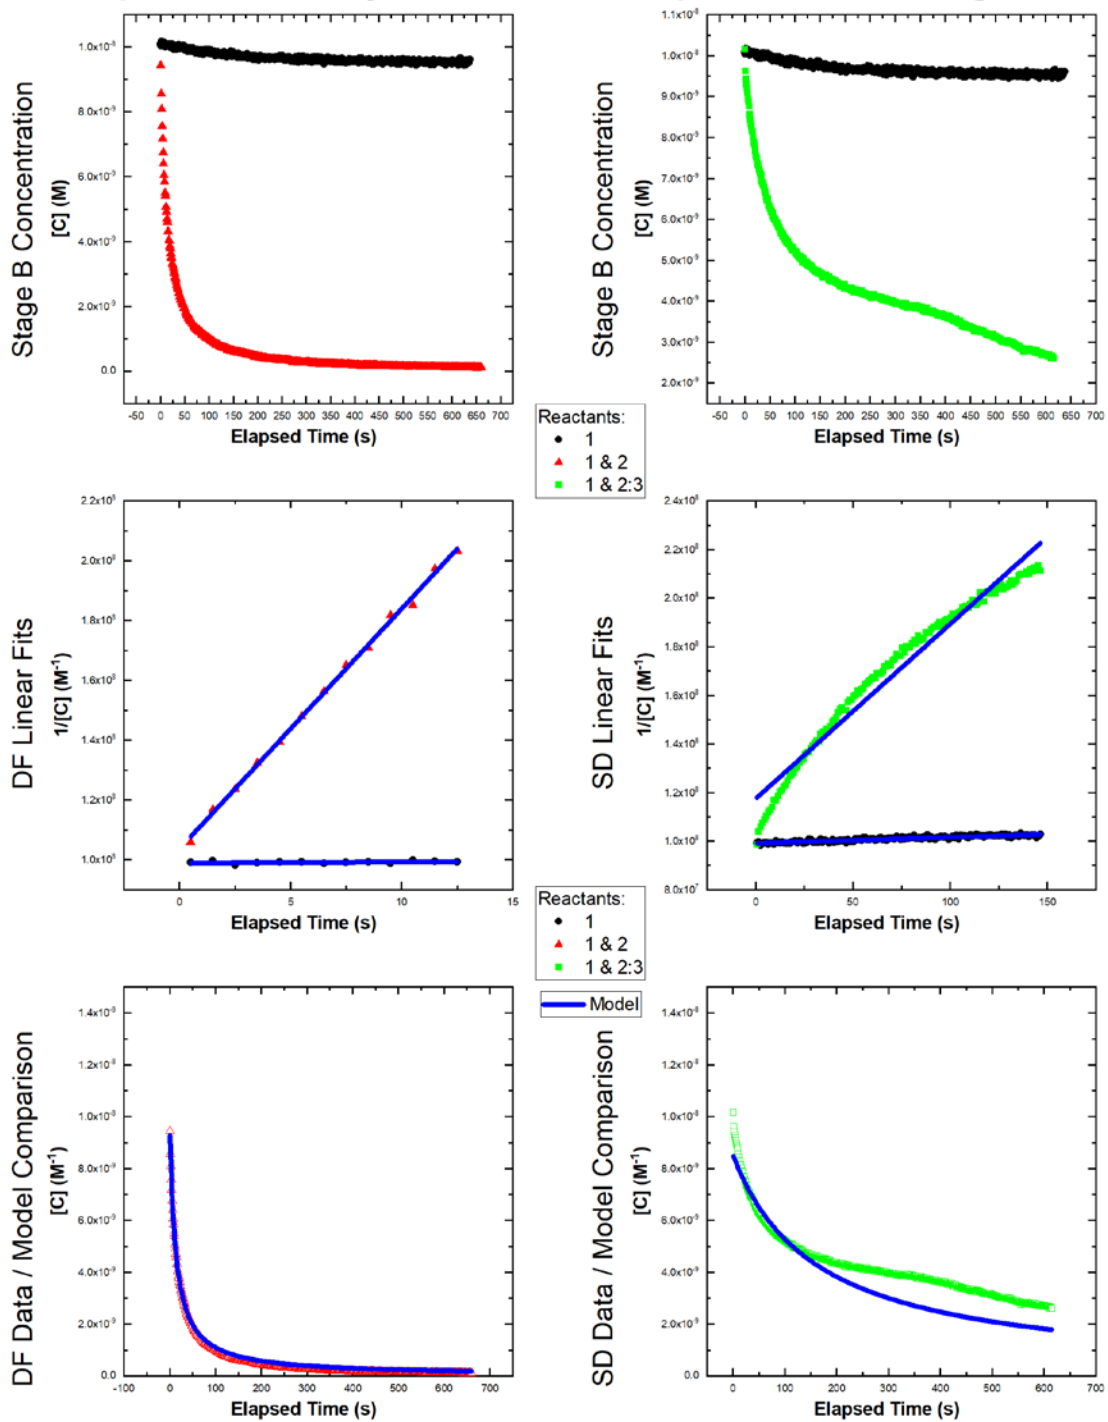 Stage B Concentration
[C] (M)
1.0x10⁻⁸
8.0x10⁻⁹
6.0x10⁻⁹
4.0x10⁻⁹
2.0x10⁻⁹
0.0
-50 0 50 100 150 200 250 300 350 400 450 500 550 600 650 700
Elapsed Time (s)
Stage B Concentration
[C] (M)
1.1x10⁻⁸
1.0x10⁻⁸
9.0x10⁻⁹
8.0x10⁻⁹
7.0x10⁻⁹
6.0x10⁻⁹
5.0x10⁻⁹
4.0x10⁻⁹
3.0x10⁻⁹
2.0x10⁻⁹
-50 0 50 100 150 200 250 300 350 400 450 500 550 600 650 700
Elapsed Time (s)
Reactants:
1
1 & 2
1 & 2:3
DF Linear Fits
1/[C] (M⁻¹)
2.2x10⁸
2.0x10⁸
1.8x10⁸
1.6x10⁸
1.4x10⁸
1.2x10⁸
1.0x10⁸
0 5 10 15
Elapsed Time (s)
SD Linear Fits
1/[C] (M⁻¹)
2.4x10⁸
2.2x10⁸
2.0x10⁸
1.8x10⁸
1.6x10⁸
1.4x10⁸
1.2x10⁸
1.0x10⁸
8.0x10⁷
0 50 100 150
Elapsed Time (s)
Reactants:
1
1 & 2
1 & 2:3
Model
DF Data / Model Comparison
[C] (M⁻¹)
1.4x10⁻⁸
1.2x10⁻⁸
1.0x10⁻⁸
8.0x10⁻⁹
6.0x10⁻⁹
4.0x10⁻⁹
2.0x10⁻⁹
0.0
-100 0 100 200 300 400 500 600 700
Elapsed Time (s)
SD Data / Model Comparison
[C] (M⁻¹)
1.4x10⁻⁸
1.2x10⁻⁸
1.0x10⁻⁸
8.0x10⁻⁹
6.0x10⁻⁹
4.0x10⁻⁹
2.0x10⁻⁹
0.0
0 100 200 300 400 500 600 700
Elapsed Time (s)